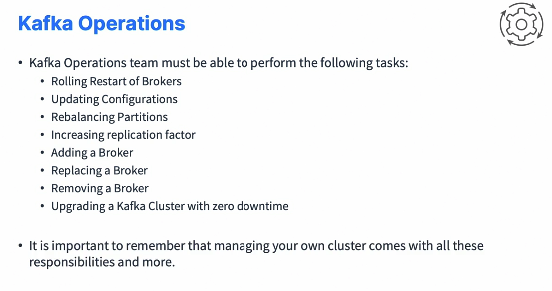 Kafka Operations
• Kafka Operations team must be able to perform the following tasks:
• Rolling Restart of Brokers
• Updating Configurations
• Rebalancing Partitions
• Increasing replication factor
• Adding a Broker
• Replacing a Broker
• Removing a Broker
• Upgrading a Kafka Cluster with zero downtime
• It is important to remember that managing your own cluster comes with all these
responsibilities and more.